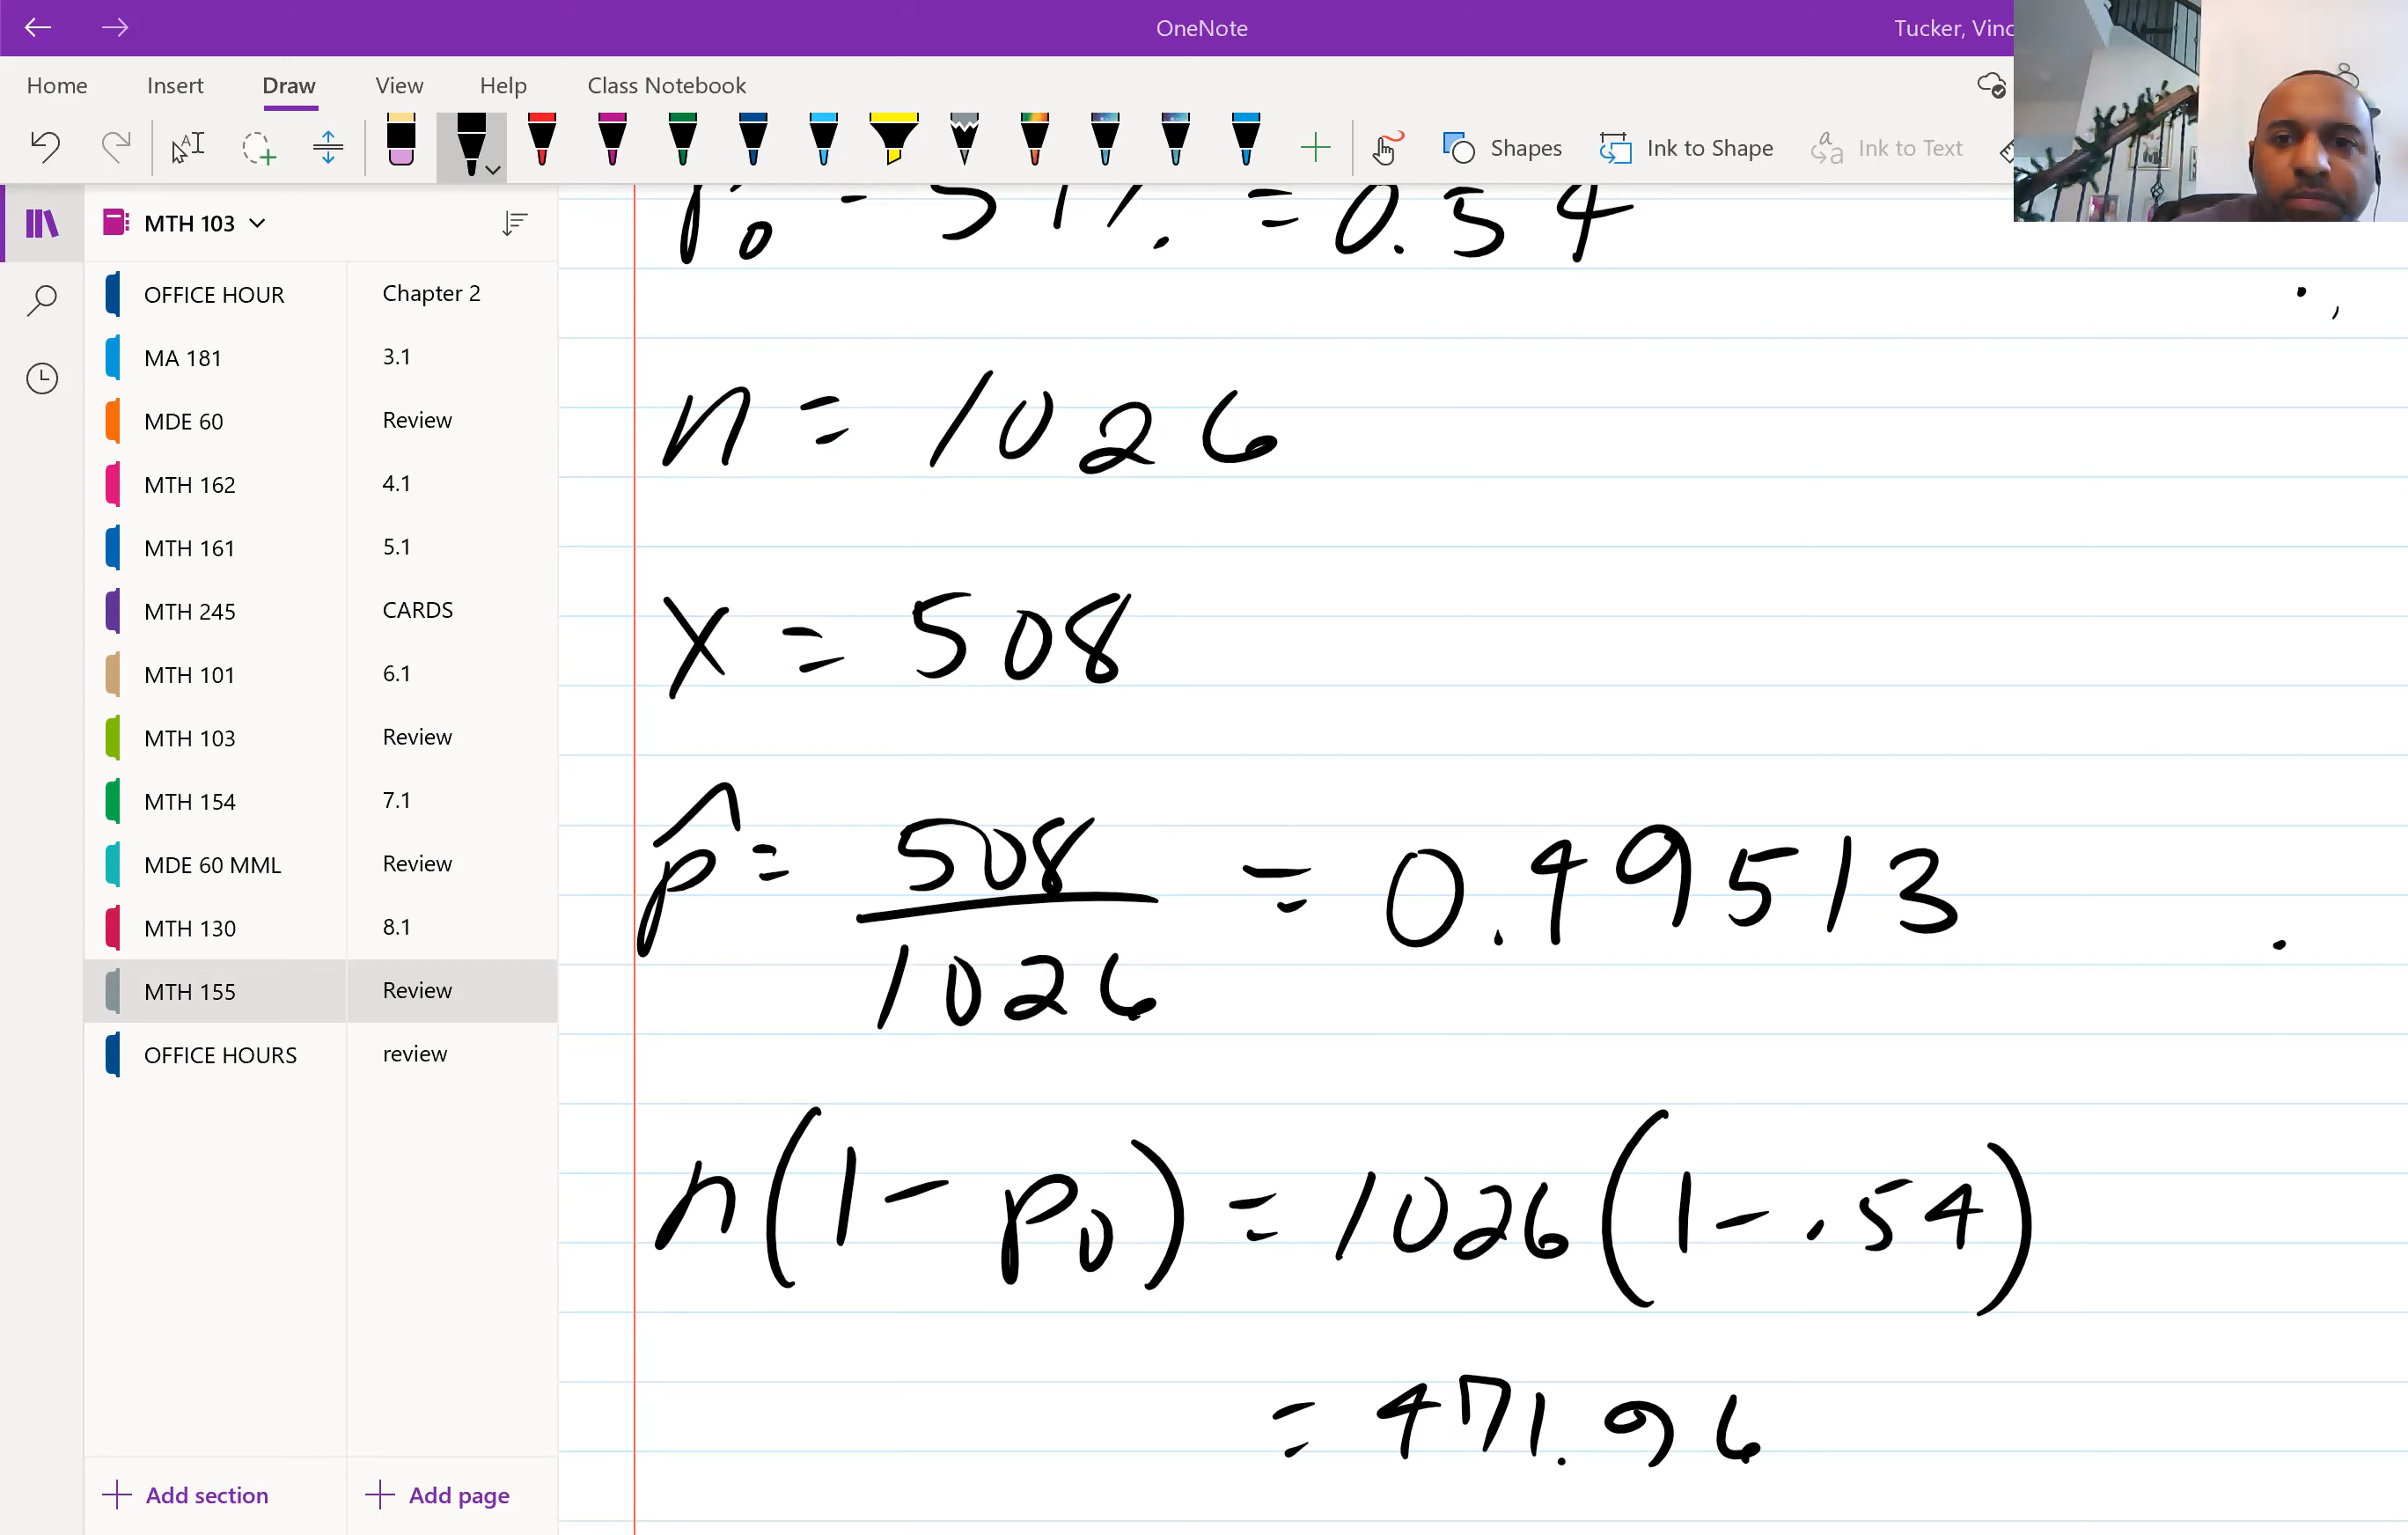 OneNote
Tucker, Vinc
Home Insert Draw View Help Class Notebook
Shapes Ink to Shape Ink to Text
MTH 103
OFFICE HOUR Chapter 2
MA 181 3.1
MDE 60 Review
MTH 162 4.1
MTH 161 5.1
MTH 245 CARDS
MTH 101 6.1
MTH 103 Review
MTH 154 7.1
MDE 60 MML Review
MTH 130 8.1
MTH 155 Review
OFFICE HOURS review
+ Add section + Add page
p₀ = 54%. = 0.54
n = 1026
x = 508
p̂ = 508/1026 = 0.49513
n(1 - p₀) = 1026(1 - .54)
= 471.96